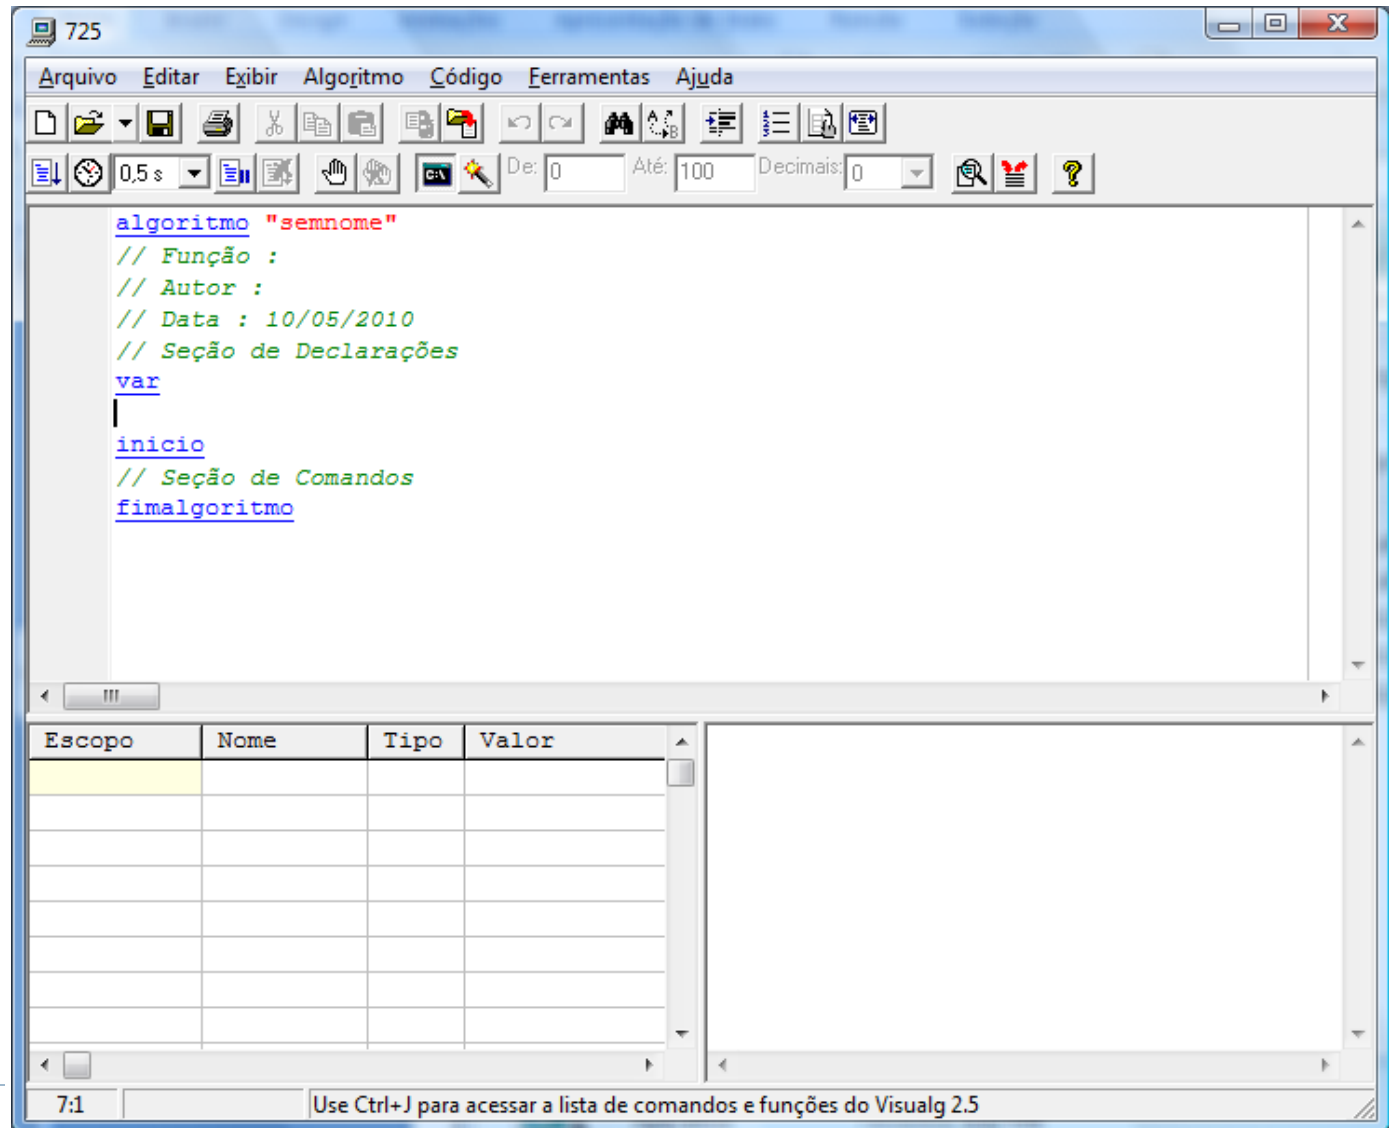 725
Arquivo Editar Exibir Algoritmo Código Ferramentas Ajuda
0,5 s De: 0 Até: 100 Decimais: 0
algoritmo "semnome"
// Função :
// Autor :
// Data : 10/05/2010
// Seção de Declarações
var
inicio
// Seção de Comandos
fimalgoritmo
Escopo Nome Tipo Valor
7:1 Use Ctrl+J para acessar a lista de comandos e funções do Visualg 2.5